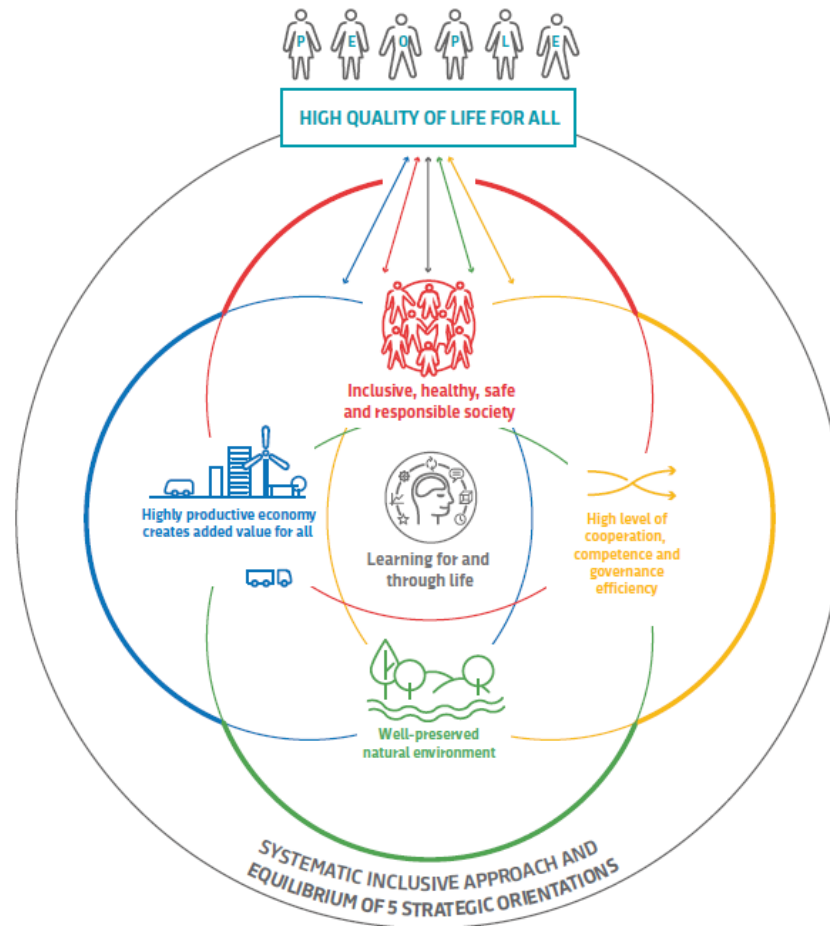 PEOPLE
HIGH QUALITY OF LIFE FOR ALL
Inclusive, healthy, safe
and responsible society
Highly productive economy
creates added value for all
Learning for and
through life
High level of
cooperation,
competence and
governance
efficiency
Well-preserved
natural environment
SYSTEMATIC INCLUSIVE APPROACH AND
EQUILIBRIUM OF 5 STRATEGIC ORIENTATIONS